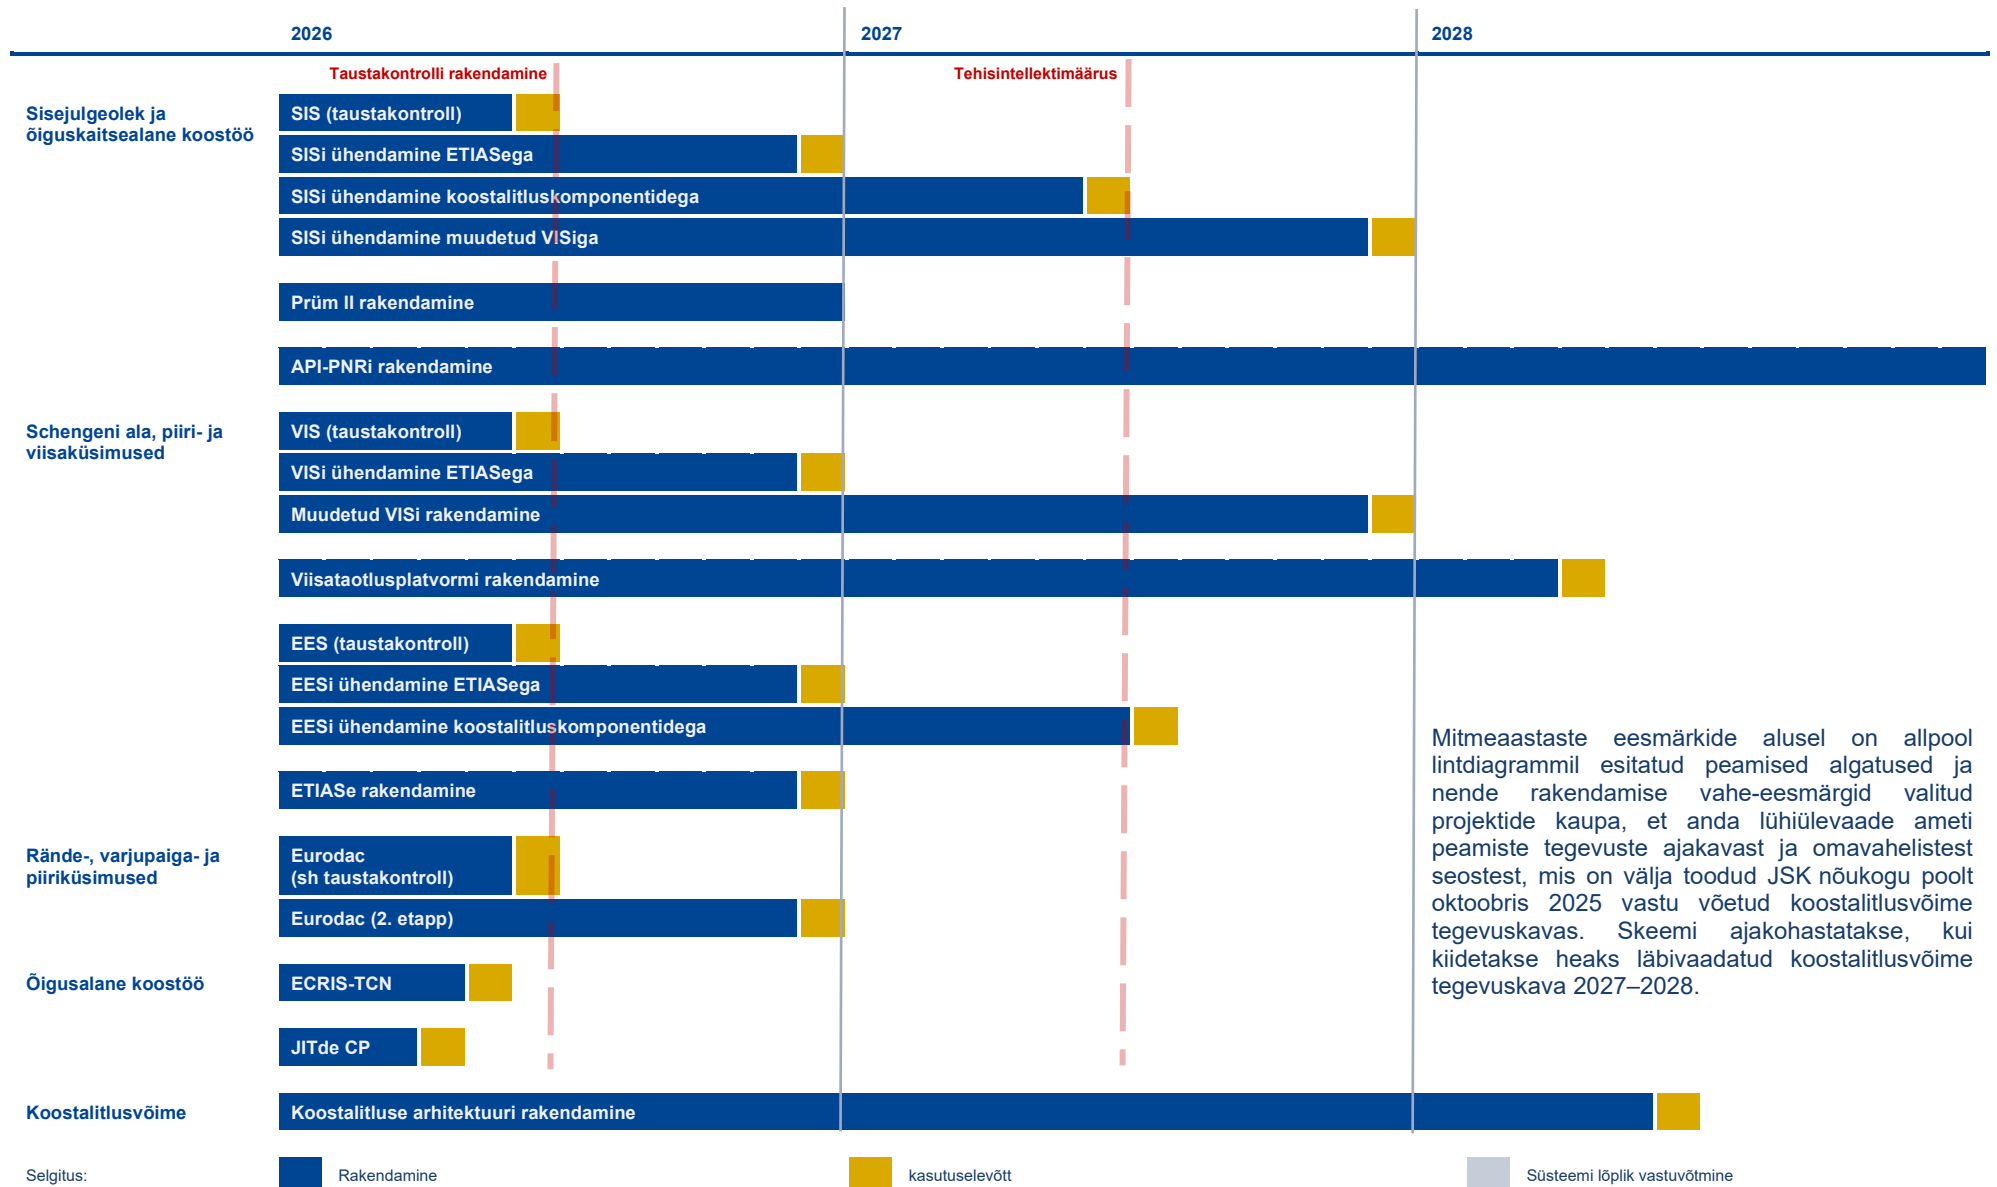 2026
2027
2028
Taustakontrolli rakendamine
Tehisintellektimäärus
Sisejulgeolek ja
õiguskaitsealane koostöö
SIS (taustakontroll)
SISi ühendamine ETIASega
SISi ühendamine koostalitluskomponentidega
SISi ühendamine muudetud VISiga
Prüm II rakendamine
API-PNRi rakendamine
Schengeni ala, piiri- ja
viisaküsimused
VIS (taustakontroll)
VISi ühendamine ETIASega
Muudetud VISi rakendamine
Viisataotlusplatvormi rakendamine
EES (taustakontroll)
EESi ühendamine ETIASega
EESi ühendamine koostalitluskomponentidega
ETIASe rakendamine
Mitmeaastaste eesmärkide alusel on allpool
lintdiagrammil esitatud peamised algatused ja
nende rakendamise vahe-eesmärgid valitud
projektide kaupa, et anda lühiülevaade ameti
peamiste tegevuste ajakavast ja omavahelistest
seostest, mis on välja toodud JSK nõukogu poolt
oktoobris 2025 vastu võetud koostalitlusvõime
tegevuskavas. Skeemi ajakohastatakse, kui
kiidetakse heaks läbivaadatud koostalitlusvõime
tegevuskava 2027–2028.
Rände-, varjupaiga- ja
piiriküsimused
Eurodac
(sh taustakontroll)
Eurodac (2. etapp)
Õigusalane koostöö
ECRIS-TCN
JITde CP
Koostalitlusvõime
Koostalitluse arhitektuuri rakendamine
Selgitus:
Rakendamine
kasutuselevõtt
Süsteemi lõplik vastuvõtmine